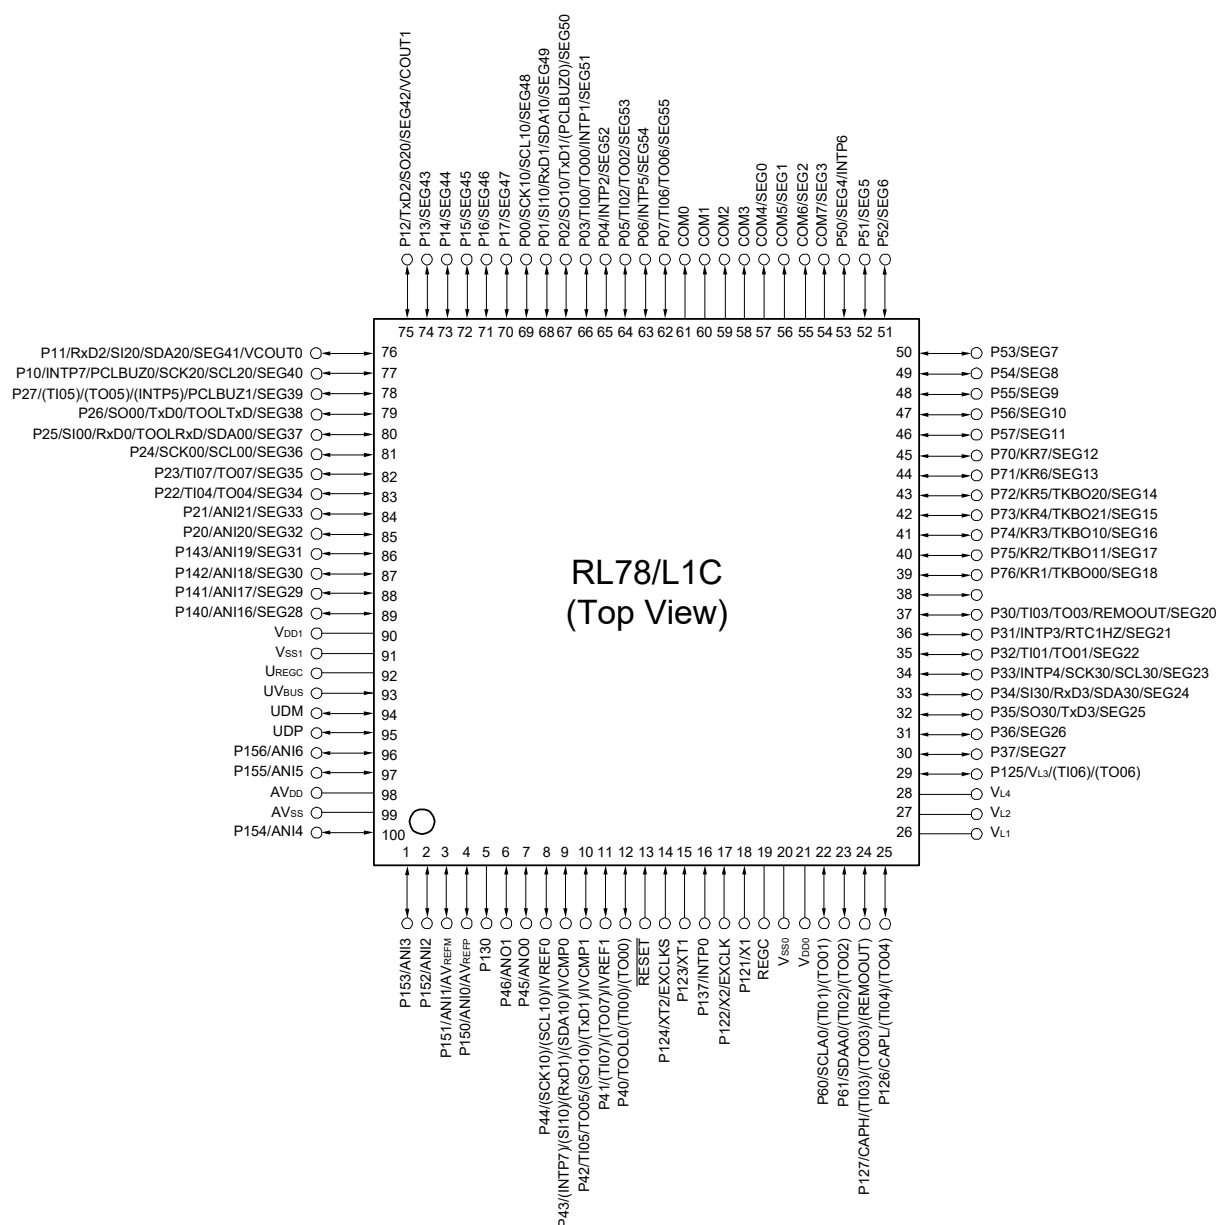 P12/TxD2/SO20/SEG42/VCOUT1
P13/SEG43
P14/SEG44
P15/SEG45
P16/SEG46
P17/SEG47
P00/SCK10/SCL10/SEG48
P01/SI10/RxD1/SDA10/SEG49
P02/SO10/TxD1/(PCLBUZ0)/SEG50
P03/TI00/TO00/INTP1/SEG51
P04/INTP2/SEG52
P05/TI02/TO02/SEG53
P06/INTP5/SEG54
P07/TI06/TO06/SEG55
COM0
COM1
COM2
COM3
COM4/SEG0
COM5/SEG1
COM6/SEG2
COM7/SEG3
P50/SEG4/INTP6
P51/SEG5
P52/SEG6
75 74 73 72 71 70 69 68 67 66 65 64 63 62 61 60 59 58 57 56 55 54 53 52 51
P11/RxD2/SI20/SDA20/SEG41/VCOUT0 76
P10/INTP7/PCLBUZ0/SCK20/SCL20/SEG40 77
P27/(TI05)/(TO05)/(INTP5)/PCLBUZ1/SEG39 78
P26/SO00/TxD0/TOOLTxD/SEG38 79
P25/SI00/RxD0/TOOLRxD/SDA00/SEG37 80
P24/SCK00/SCL00/SEG36 81
P23/TI07/TO07/SEG35 82
P22/TI04/TO04/SEG34 83
P21/ANI21/SEG33 84
P20/ANI20/SEG32 85
P143/ANI19/SEG31 86
P142/ANI18/SEG30 87
P141/ANI17/SEG29 88
P140/ANI16/SEG28 89
VDD1 90
VSS1 91
UREGC 92
UVBUS 93
UDM 94
UDP 95
P156/ANI6 96
P155/ANI5 97
AVDD 98
AVSS 99
P154/ANI4 100
RL78/L1C
(Top View)
50 P53/SEG7
49 P54/SEG8
48 P55/SEG9
47 P56/SEG10
46 P57/SEG11
45 P70/KR7/SEG12
44 P71/KR6/SEG13
43 P72/KR5/TKBO20/SEG14
42 P73/KR4/TKBO21/SEG15
41 P74/KR3/TKBO10/SEG16
40 P75/KR2/TKBO11/SEG17
39 P76/KR1/TKBO00/SEG18
38
37 P30/TI03/TO03/REMOOUT/SEG20
36 P31/INTP3/RTC1HZ/SEG21
35 P32/TI01/TO01/SEG22
34 P33/INTP4/SCK30/SCL30/SEG23
33 P34/SI30/RxD3/SDA30/SEG24
32 P35/SO30/TxD3/SEG25
31 P36/SEG26
30 P37/SEG27
29 P125/VL3/(TI06)/(TO06)
28 VL4
27 VL2
26 VL1
1 2 3 4 5 6 7 8 9 10 11 12 13 14 15 16 17 18 19 20 21 22 23 24 25
P153/ANI3
P152/ANI2
P151/ANI1/AVREFM
P150/ANI0/AVREFP
P130
P46/ANO1
P45/ANO0
P44/(SCK10)/(SCL10)/IVREF0
P43/(INTP7)/(SI10)/(RxD1)/(SDA10)/IVCMP0
P42/TI05/TO05/(SO10)/(TxD1)/IVCMP1
P41/(TI07)/(TO07)/IVREF1
P40/TOOL0/(TI00)/(TO00)
RESET
P124/XT2/EXCLKS
P123/XT1
P137/INTP0
P122/X2/EXCLK
P121/X1
REGC
VSS0
VDD0
P60/SCLA0/(TI01)/(TO01)
P61/SDAA0/(TI02)/(TO02)
P127/CAPH/(TI03)/(TO03)/(REMOOUT)
P126/CAPL/(TI04)/(TO04)